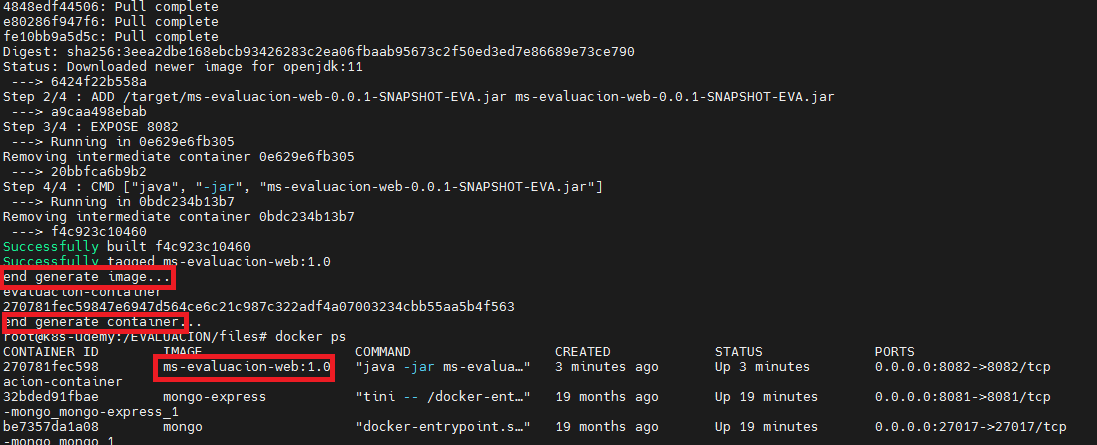 4848edf44506: Pull complete
e80286f947f6: Pull complete
fe10bb9a5d5c: Pull complete
Digest: sha256:3eea2dbe168ebcb93426283c2ea06fbaab95673c2f50ed3ed7e86689e73ce790
Status: Downloaded newer image for openjdk:11
---> 6424f22b558a
Step 2/4 : ADD /target/ms-evaluacion-web-0.0.1-SNAPSHOT-EVA.jar ms-evaluacion-web-0.0.1-SNAPSHOT-EVA.jar
---> a9caa498ebab
Step 3/4 : EXPOSE 8082
---> Running in 0e629e6fb305
Removing intermediate container 0e629e6fb305
---> 20bbfca6b9b2
Step 4/4 : CMD ["java", "-jar", "ms-evaluacion-web-0.0.1-SNAPSHOT-EVA.jar"]
---> Running in 0bdc234b13b7
Removing intermediate container 0bdc234b13b7
---> f4c923c10460
Successfully built f4c923c10460
Successfully tagged ms-evaluacion-web:1.0
end generate image...
evaluacion-container
270781fec59847e6947d564ce6c21c987c322adf4a07003234cbb55aa5b4f563
end generate container...
root@k8s-udemy:/EVALUACION/files# docker ps
CONTAINER ID IMAGE COMMAND CREATED STATUS PORTS
270781fec598 ms-evaluacion-web:1.0 "java -jar ms-evalua…" 3 minutes ago Up 3 minutes 0.0.0.0:8082->8082/tcp
acion-container
32bded91fbae mongo-express "tini -- /docker-ent…" 19 months ago Up 19 minutes 0.0.0.0:8081->8081/tcp
-mongo_mongo-express_1
be7357da1a08 mongo "docker-entrypoint.s…" 19 months ago Up 19 minutes 0.0.0.0:27017->27017/tcp
-mongo_mongo_1